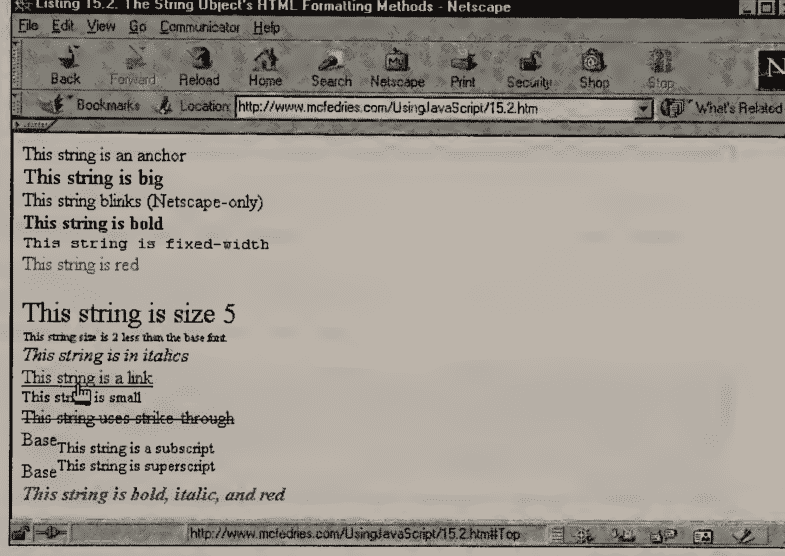 Listing 15.2. The String Object's HTML Formatting Methods - Netscape
File Edit View Go Communicator Help
Back Forward Reload Home Search Netscape Print Security Shop Stop
Bookmarks Location: http://www.mcfedries.com/UsingJavaScript/15.2.htm What's Related
This string is an anchor
This string is big
This string blinks (Netscape-only)
This string is bold
This string is fixed-width
This string is red
This string is size 5
This string size is 2 less than the base font.
This string is in italics
This string is a link
This string is small
This string uses strike-through
Base This string is a subscript
Base This string is superscript
This string is bold, italic, and red
http://www.mcfedries.com/UsingJavaScript/15.2.htm#Top